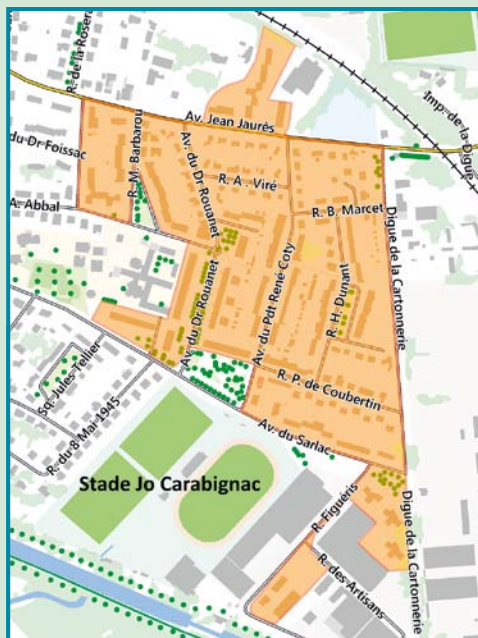 R. de la Rosera
Imp. de la Digue
Av. Jean Jaurès
du Dr Foissac
R. M. Barbarou
Av. du Dr Rouanet
R. A . Viré
A. Abbal
R. B. Marcet
Digue de la Cartonnerie
Av. du Dr Rouanet
Av. du Pdt René Coty
R. H. Dunant
Sq. Jules Tellier
R. P. de Coubertin
R. du 8 Mai 1945
Av. du Sarlac
Stade Jo Carabignac
R. Figuéris
Digue de la Cartonnerie
R. des Artisans